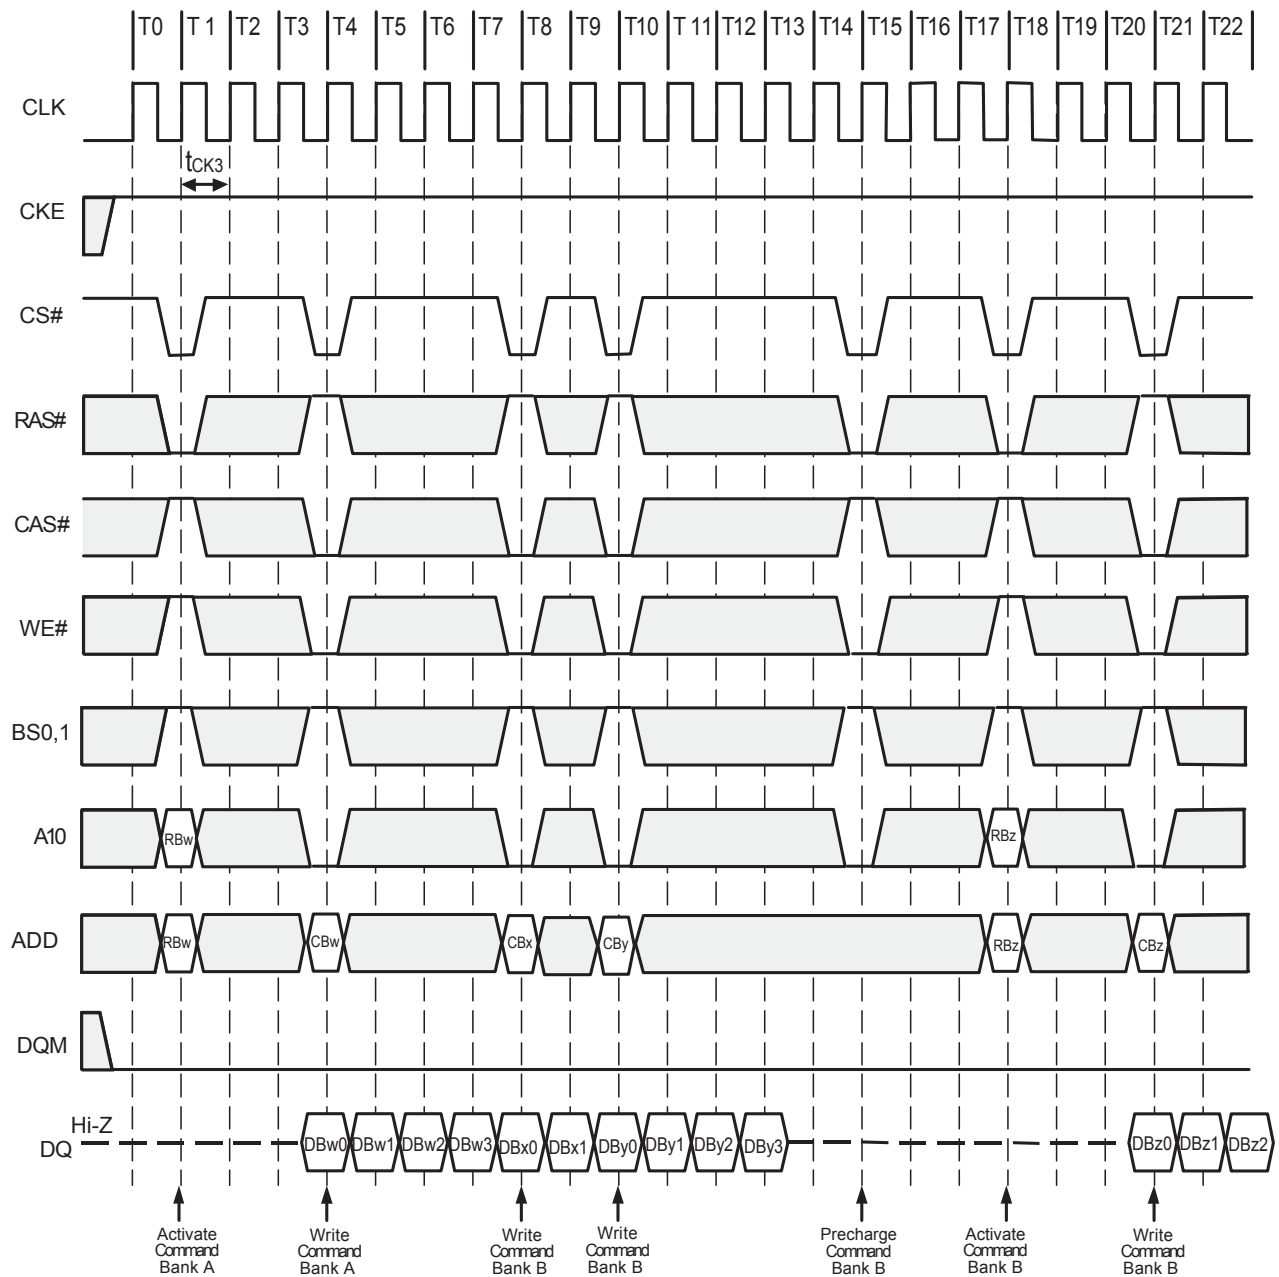 T0 T 1 T2 T3 T4 T5 T6 T7 T8 T9 T10 T 11 T12 T13 T14 T15 T16 T17 T18 T19 T20 T21 T22
CLK
tCK3
CKE
CS#
RAS#
CAS#
WE#
BS0,1
A10 RBw RBz
ADD RBw CBw CBx CBy RBz CBz
DQM
Hi-Z
DQ DBw0 DBw1 DBw2 DBw3 DBx0 DBx1 DBy0 DBy1 DBy2 DBy3 DBz0 DBz1 DBz2
Activate
Command
Bank A
Write
Command
Bank A
Write
Command
Bank B
Write
Command
Bank B
Precharge
Command
Bank B
Activate
Command
Bank B
Write
Command
Bank B